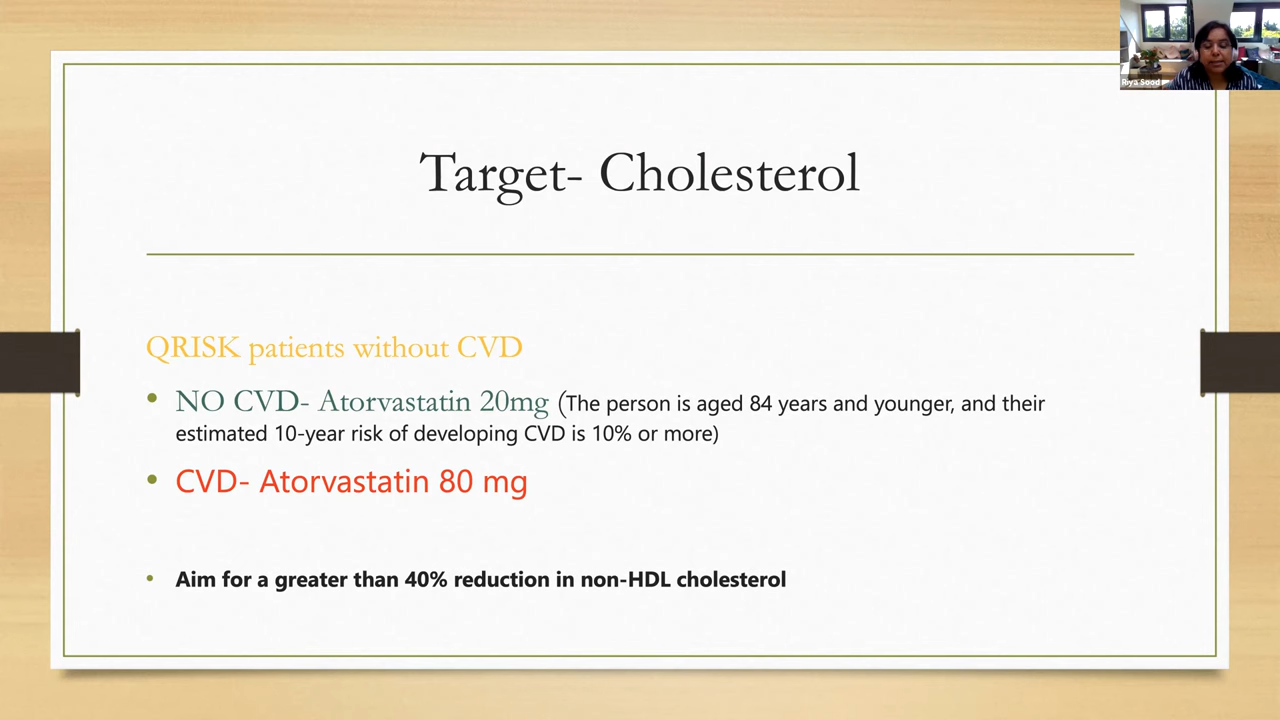 Riya Sood
Target- Cholesterol
QRISK patients without CVD
• NO CVD- Atorvastatin 20mg (The person is aged 84 years and younger, and their
estimated 10-year risk of developing CVD is 10% or more)
• CVD- Atorvastatin 80 mg
• Aim for a greater than 40% reduction in non-HDL cholesterol